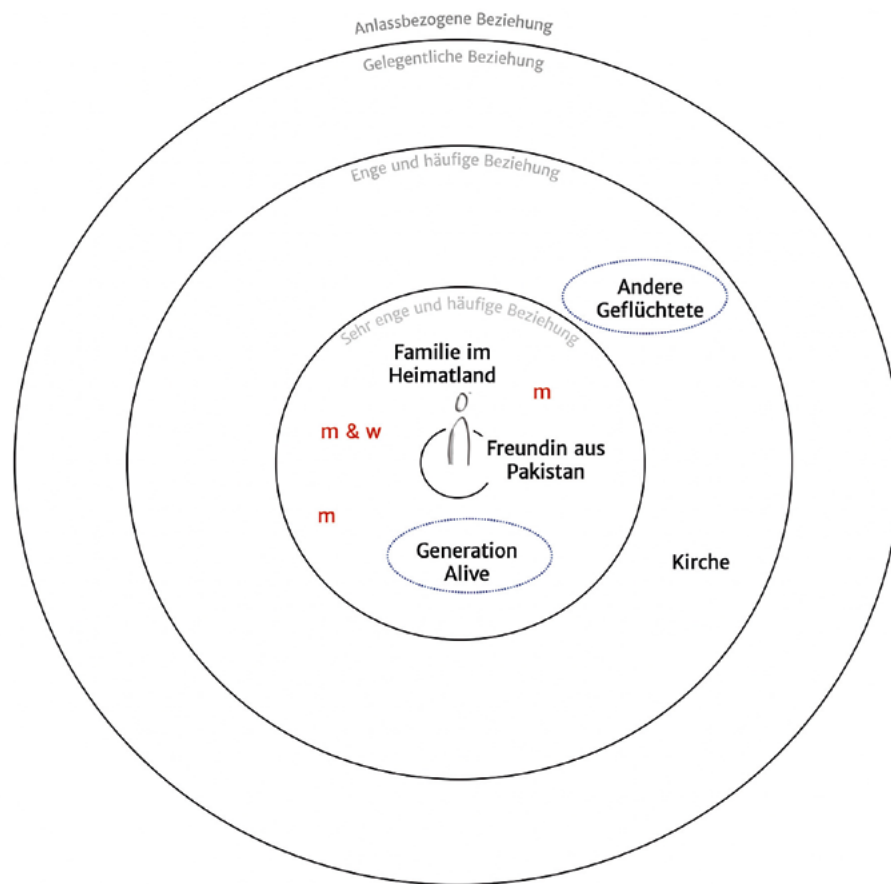 Anlassbezogene Beziehung
Gelegentliche Beziehung
Enge und häufige Beziehung
Andere
Geflüchtete
Sehr enge und häufige Beziehung
Familie im
Heimatland
m
m & w
Freundin aus
Pakistan
m
Generation
Alive
Kirche